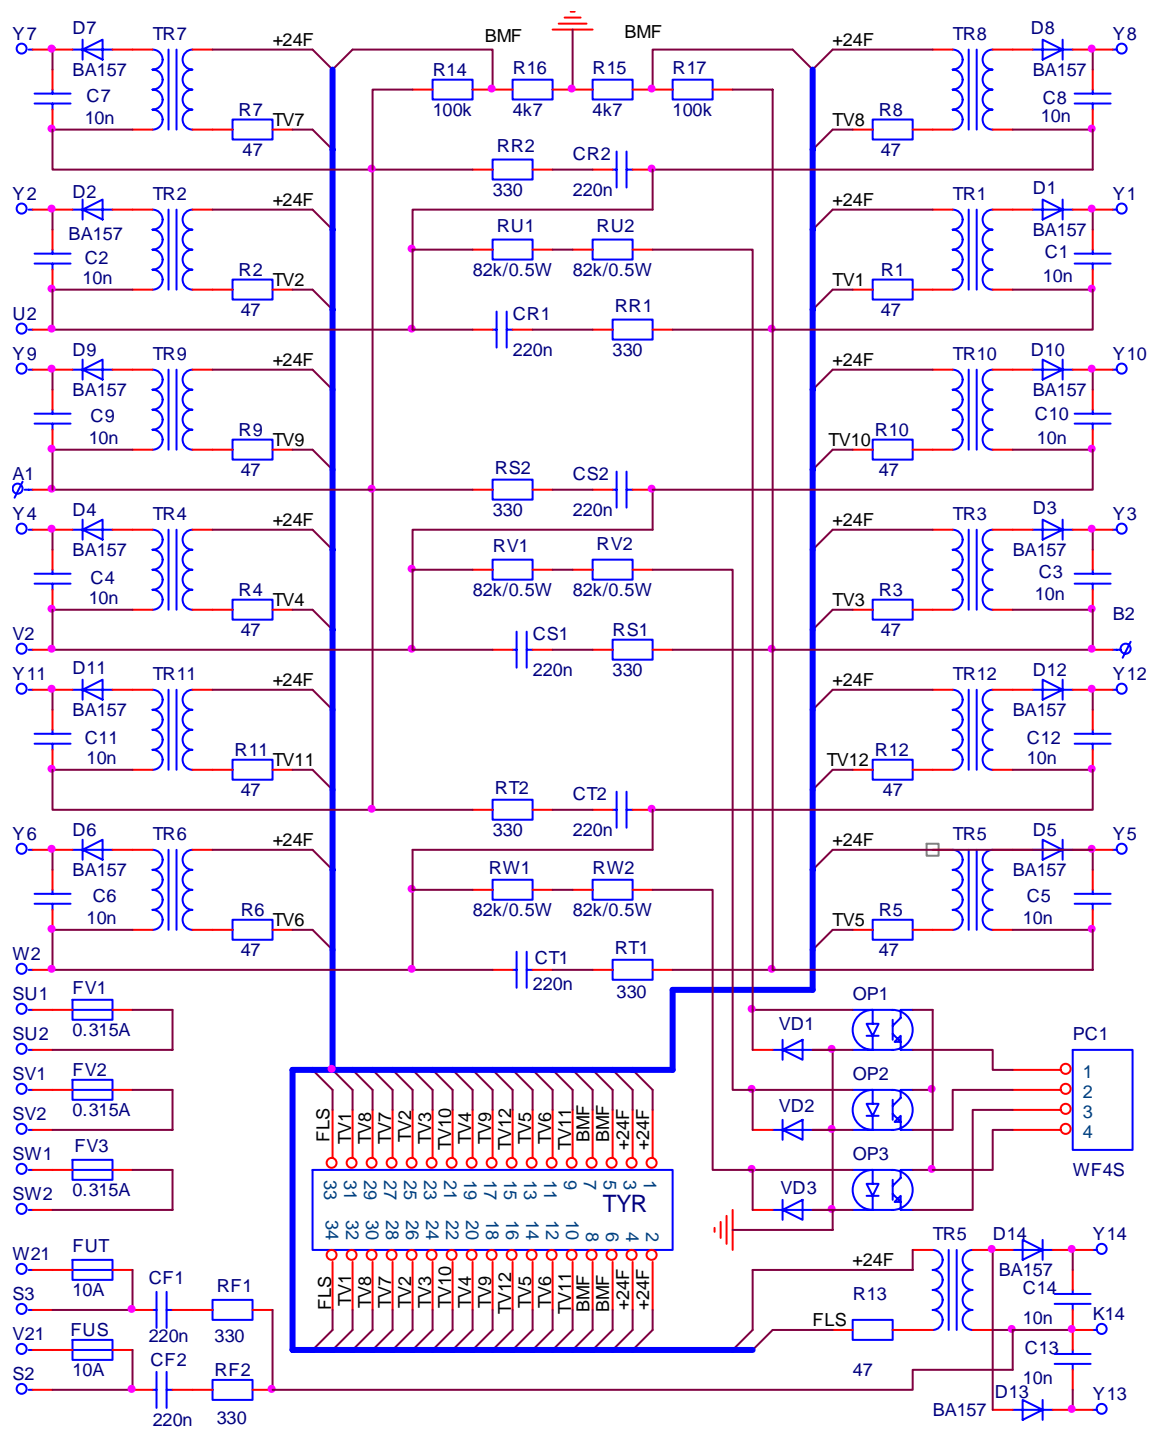 Y7 D7 TR7 +24F BMF BMF +24F TR8 D8 Y8
BA157 R14 R16 R15 R17 BA157
C7 C8
10n R7 TV7 100k 4k7 4k7 100k TV8 R8 10n
47 RR2 CR2 47
330 220n
Y2 D2 TR2 +24F +24F TR1 D1 Y1
BA157 RU1 RU2 BA157
C2 C1
10n R2 TV2 82k/0.5W 82k/0.5W TV1 R1 10n
47 47
U2 CR1 RR1
220n 330
Y9 D9 TR9 +24F +24F TR10 D10 Y10
BA157 BA157
C9 C10
10n R9 TV9 TV10 R10 10n
47 47
A1 RS2 CS2
330 220n
Y4 D4 TR4 +24F +24F TR3 D3 Y3
BA157 RV1 RV2 BA157
C4 C3
10n R4 TV4 82k/0.5W 82k/0.5W TV3 R3 10n
47 47 B2
V2 CS1 RS1
220n 330
Y11 D11 TR11 +24F +24F TR12 D12 Y12
BA157 BA157
C11 C12
10n R11 TV11 TV12 R12 10n
47 47
RT2 CT2
330 220n
Y6 D6 TR6 +24F +24F TR5 D5 Y5
BA157 RW1 RW2 BA157
C6 C5
10n R6 TV6 82k/0.5W 82k/0.5W TV5 R5 10n
47 47
W2 CT1 RT1
220n 330
SU1 FV1 OP1
SU2 0.315A VD1 PC1
1
SV1 FV2 OP2 2
SV2 0.315A VD2 3
4
SW1 FV3 OP3 WF4S
SW2 0.315A VD3
FLS TV1 TV8 TV7 TV2 TV3 TV10 TV4 TV9 TV12 TV5 TV6 TV11 BMF BMF +24F +24F
33 31 29 27 25 23 21 19 17 15 13 11 9 7 5 3 1
TYR
34 32 30 28 26 24 22 20 18 16 14 12 10 8 6 4 2
FLS TV1 TV8 TV7 TV2 TV3 TV10 TV4 TV9 TV12 TV5 TV6 TV11 BMF BMF +24F +24F
W21 FUT +24F TR5 D14 Y14
10A BA157
S3 CF1 RF1 R13 C14
220n 330 FLS 10n K14
V21 FUS C13
10A 47 10n
S2 CF2 RF2 D13 Y13
220n 330 BA157